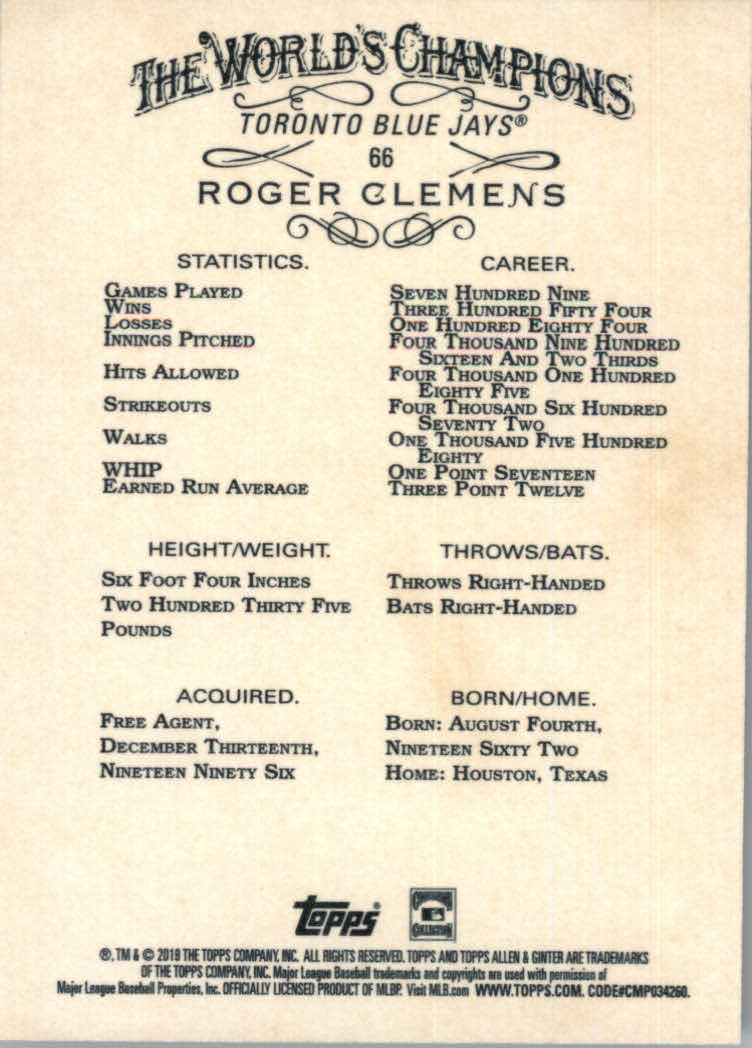 THE WORLD'S CHAMPIONS
TORONTO BLUE JAYS®
66
ROGER CLEMENS
STATISTICS. CAREER.
GAMES PLAYED SEVEN HUNDRED NINE
WINS THREE HUNDRED FIFTY FOUR
LOSSES ONE HUNDRED EIGHTY FOUR
INNINGS PITCHED FOUR THOUSAND NINE HUNDRED
SIXTEEN AND TWO THIRDS
HITS ALLOWED FOUR THOUSAND ONE HUNDRED
EIGHTY FIVE
STRIKEOUTS FOUR THOUSAND SIX HUNDRED
SEVENTY TWO
WALKS ONE THOUSAND FIVE HUNDRED
EIGHTY
WHIP ONE POINT SEVENTEEN
EARNED RUN AVERAGE THREE POINT TWELVE
HEIGHT/WEIGHT. THROWS/BATS.
SIX FOOT FOUR INCHES THROWS RIGHT-HANDED
TWO HUNDRED THIRTY FIVE BATS RIGHT-HANDED
POUNDS
ACQUIRED. BORN/HOME.
FREE AGENT, BORN: AUGUST FOURTH,
DECEMBER THIRTEENTH, NINETEEN SIXTY TWO
NINETEEN NINETY SIX HOME: HOUSTON, TEXAS
Topps®
COOPERSTOWN
COLLECTION
®, TM & © 2019 THE TOPPS COMPANY, INC. ALL RIGHTS RESERVED. TOPPS AND TOPPS ALLEN & GINTER ARE TRADEMARKS
OF THE TOPPS COMPANY, INC. Major League Baseball trademarks and copyrights are used with permission of
Major League Baseball Properties, Inc. OFFICIALLY LICENSED PRODUCT OF MLBP. Visit MLB.com WWW.TOPPS.COM. CODE#CMP034260.